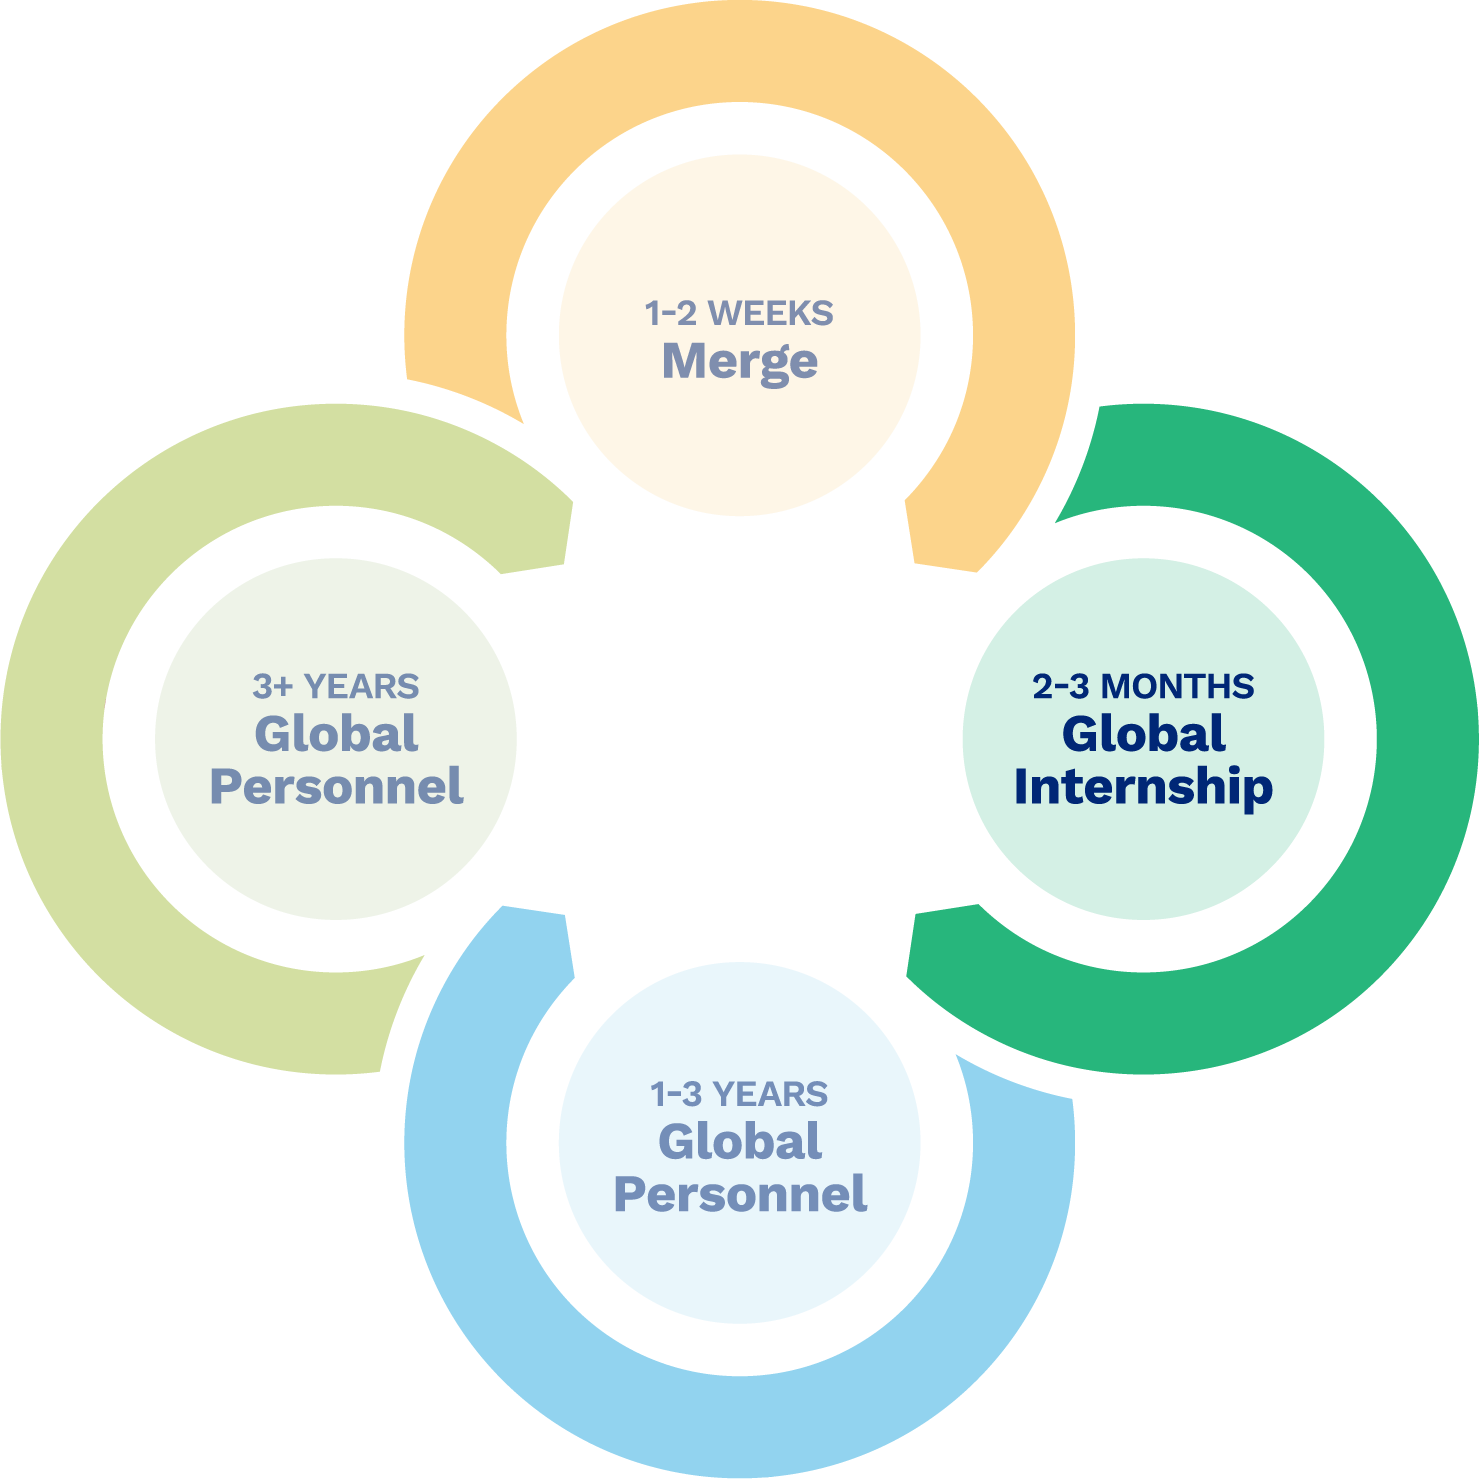 1-2 WEEKS
Merge
2-3 MONTHS
Global
Internship
1-3 YEARS
Global
Personnel
3+ YEARS
Global
Personnel